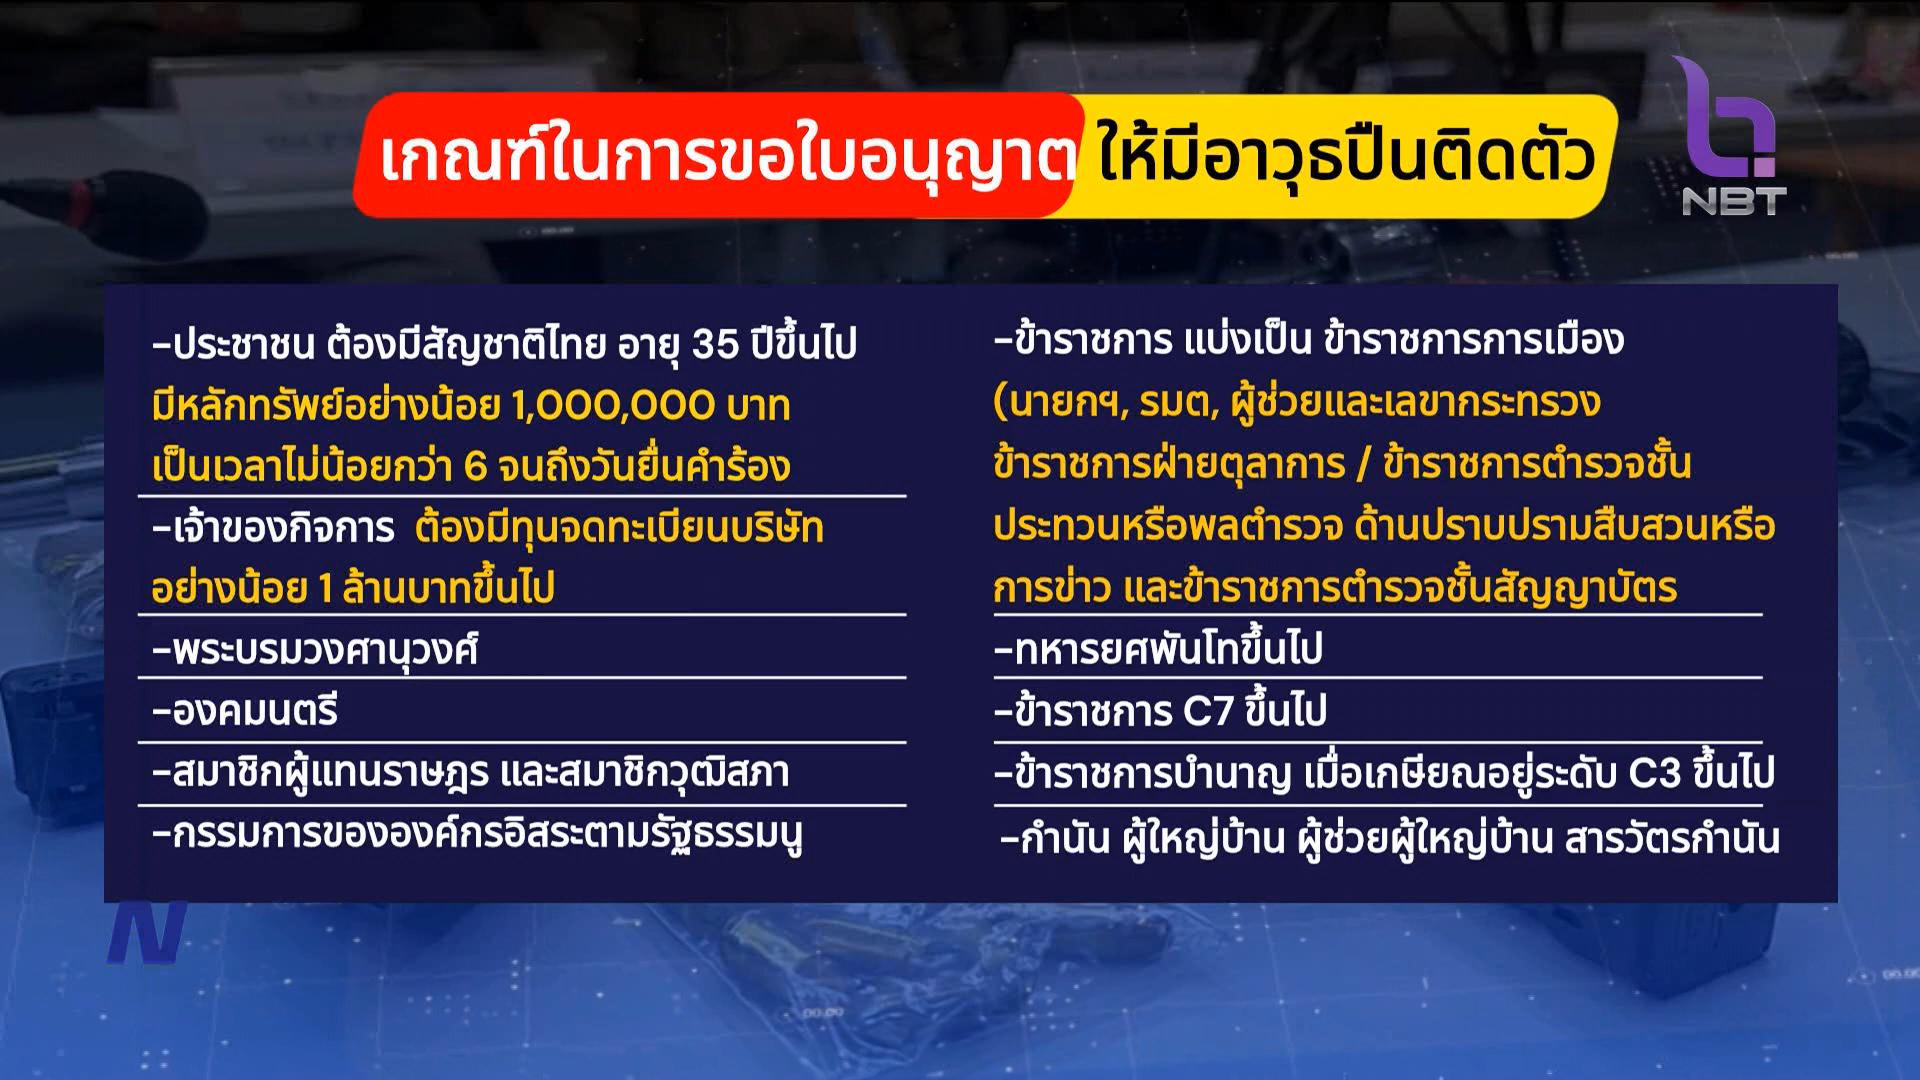 เกณฑ์ในการขอใบอนุญาต ให้มีอาวุธปืนติดตัว
NBT
-ประชาชน ต้องมีสัญชาติไทย อายุ 35 ปีขึ้นไป
มีหลักทรัพย์อย่างน้อย 1,000,000 บาท
เป็นเวลาไม่น้อยกว่า 6 จนถึงวันยื่นคำร้อง
-เจ้าของกิจการ ต้องมีทุนจดทะเบียนบริษัท
อย่างน้อย 1 ล้านบาทขึ้นไป
-พระบรมวงศานุวงศ์
-องคมนตรี
-สมาชิกผู้แทนราษฎร และสมาชิกวุฒิสภา
-กรรมการขององค์กรอิสระตามรัฐธรรมนู
-ข้าราชการ แบ่งเป็น ข้าราชการการเมือง
(นายกฯ, รมต, ผู้ช่วยและเลขากระทรวง
ข้าราชการฝ่ายตุลาการ / ข้าราชการตำรวจชั้น
ประทวนหรือพลตำรวจ ด้านปราบปรามสืบสวนหรือ
การข่าว และข้าราชการตำรวจชั้นสัญญาบัตร
-ทหารยศพันโทขึ้นไป
-ข้าราชการ C7 ขึ้นไป
-ข้าราชการบำนาญ เมื่อเกษียณอยู่ระดับ C3 ขึ้นไป
-กำนัน ผู้ใหญ่บ้าน ผู้ช่วยผู้ใหญ่บ้าน สารวัตรกำนัน
N